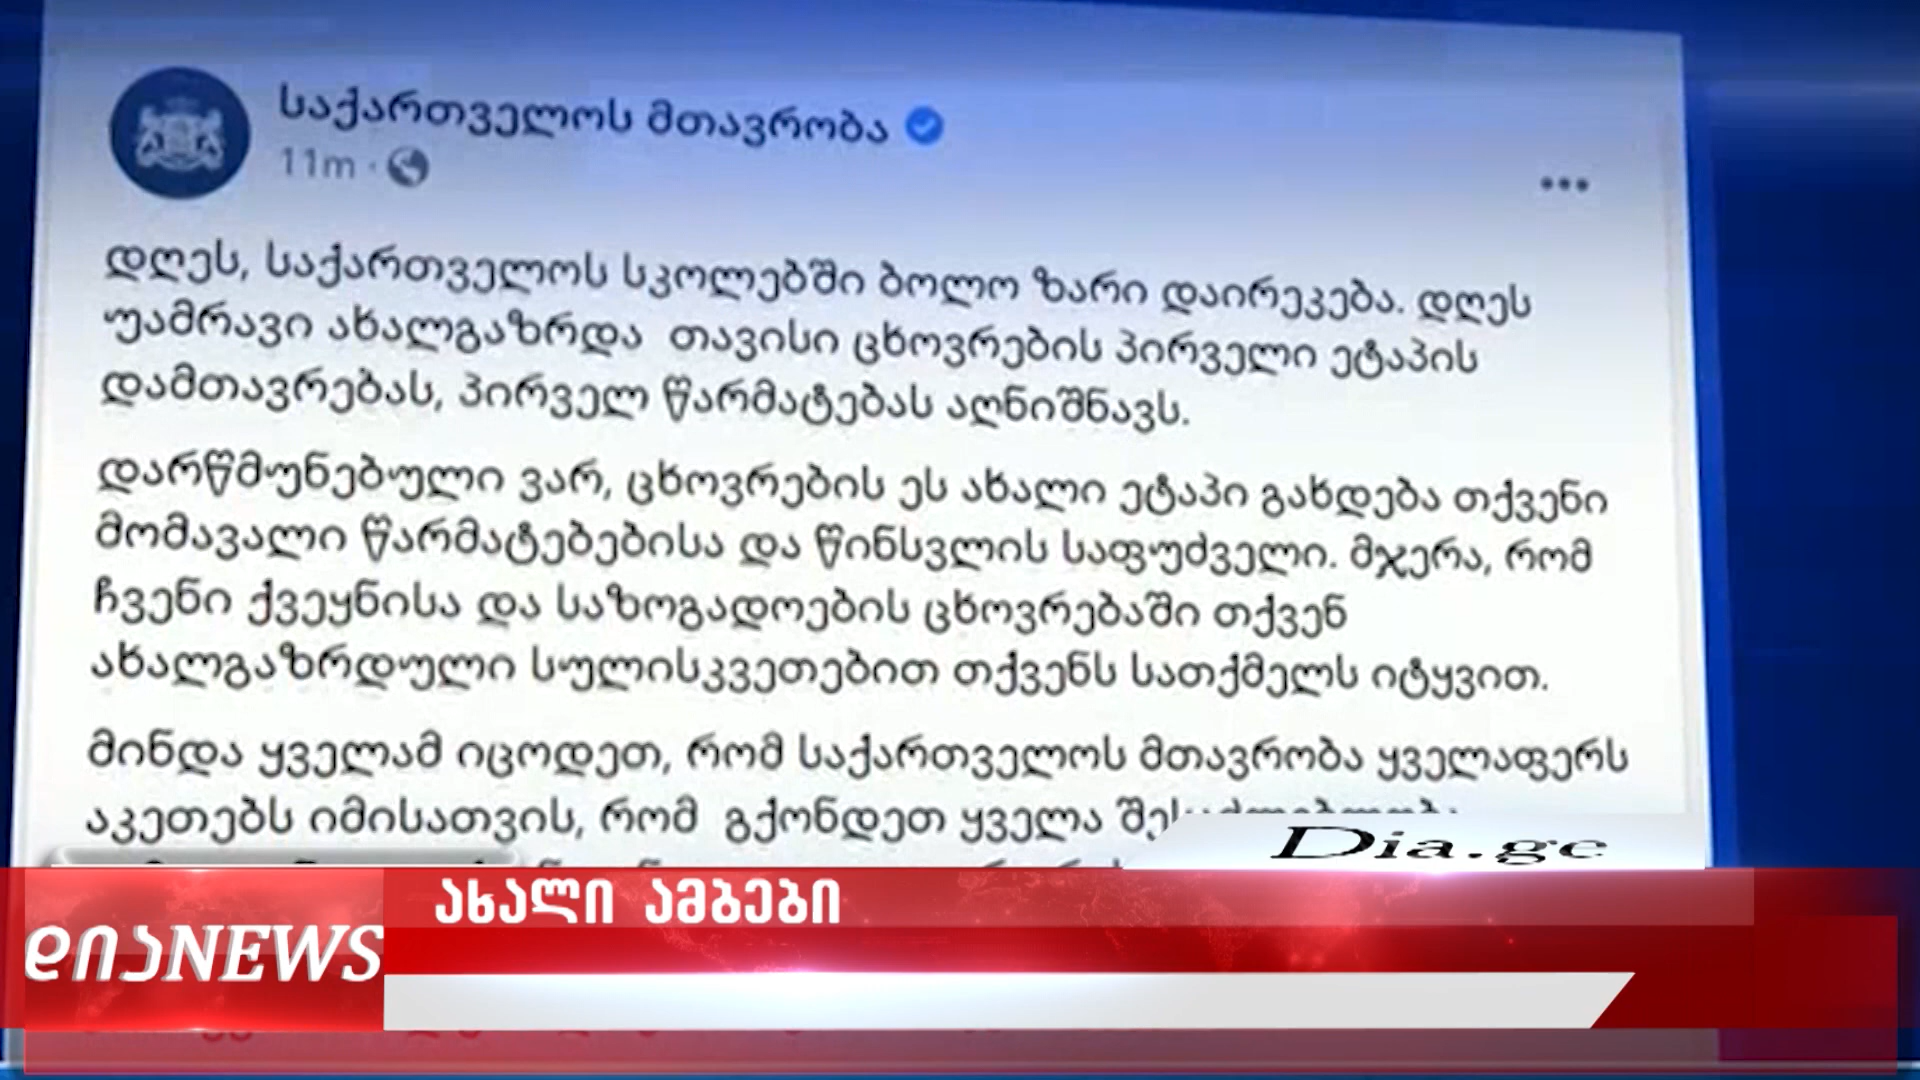 საქართველოს მთავრობა
11m ·
დღეს, საქართველოს სკოლებში ბოლო ზარი დაირეკება. დღეს
უამრავი ახალგაზრდა თავისი ცხოვრების პირველი ეტაპის
დამთავრებას, პირველ წარმატებას აღნიშნავს.
დარწმუნებული ვარ, ცხოვრების ეს ახალი ეტაპი გახდება თქვენი
მომავალი წარმატებებისა და წინსვლის საფუძველი. მჯერა, რომ
ჩვენი ქვეყნისა და საზოგადოების ცხოვრებაში თქვენ
ახალგაზრდული სულისკვეთებით თქვენს სათქმელს იტყვით.
მინდა ყველამ იცოდეთ, რომ საქართველოს მთავრობა ყველაფერს
აკეთებს იმისათვის, რომ გქონდეთ ყველა
Dia.ge
ახალი ამბები
დიაNEWS